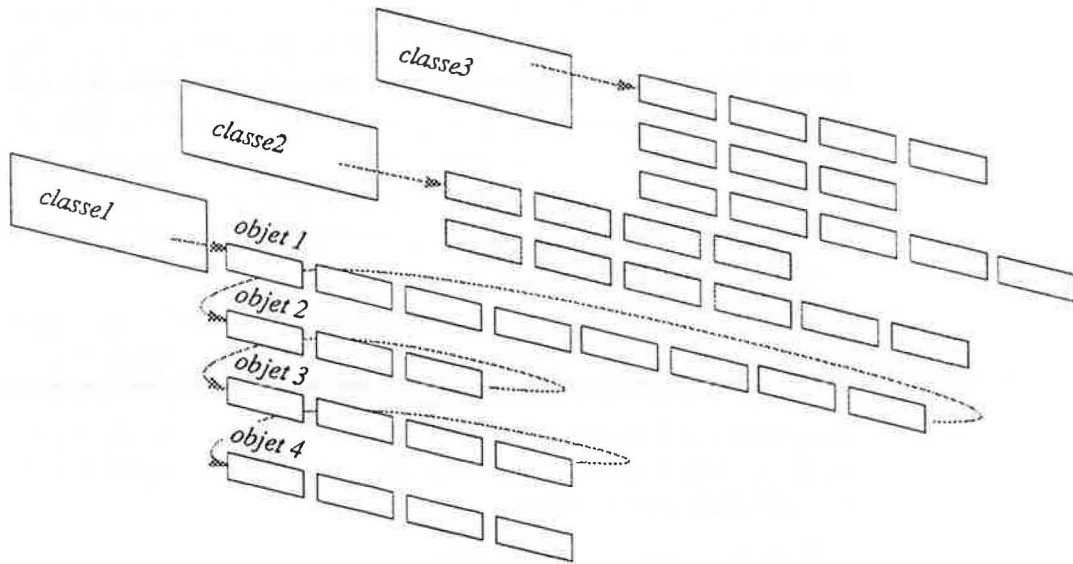 classe3
classe2
classe1
objet 1
objet 2
objet 3
objet 4